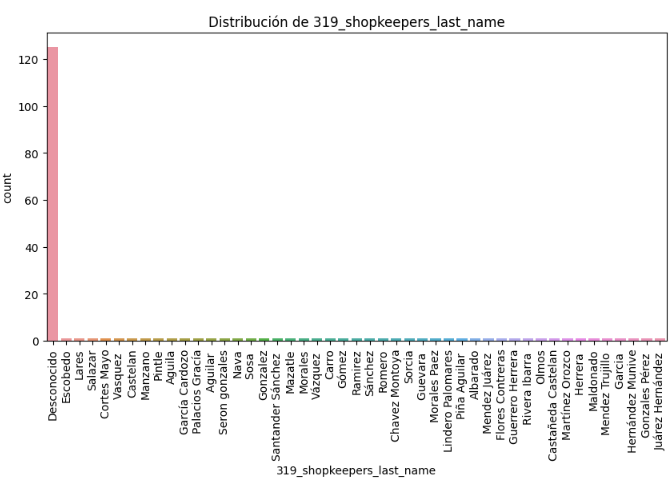 Distribución de 319_shopkeepers_last_name
120
100
80
60
40
20
0
count
Desconocido
Escobedo
Lares
Salazar
Cortes Mayo
Vasquez
Castelan
Manzano
Pintle
Aguila
García Cardozo
Palacios Gracia
Aguilar
Seron gonzales
Nava
Sosa
Gonzalez
Santander Sánchez
Mazatle
Morales
Vázquez
Carro
Gómez
Ramirez
Sánchez
Romero
Chavez Montoya
Sorcia
Guevara
Morales Paez
Lindero Palomares
Piña Aguilar
Albarado
Mendez Juárez
Flores Contreras
Guerrero Herrera
Rivera Ibarra
Olmos
Castañeda Castelan
Martínez Orozco
Herrera
Maldonado
Mendez Trujillo
Garcia
Hernández Munive
Gonzales Pérez
Juárez Hernández
319_shopkeepers_last_name